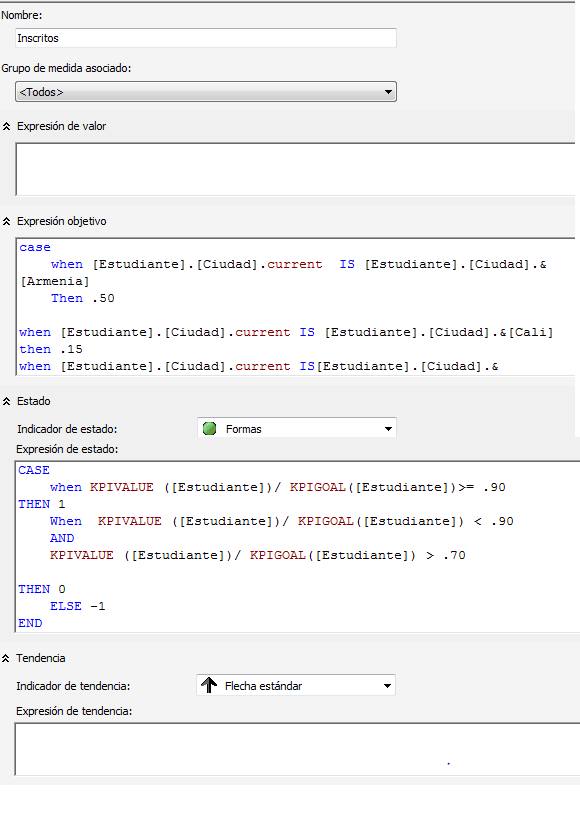 Nombre:
Inscritos
Grupo de medida asociado:
<Todos>
Expresión de valor
Expresión objetivo
case
when [Estudiante].[Ciudad].current IS [Estudiante].[Ciudad].&
[Armenia]
Then .50
when [Estudiante].[Ciudad].current IS [Estudiante].[Ciudad].&[Cali]
then .15
when [Estudiante].[Ciudad].current IS[Estudiante].[Ciudad].&
Estado
Indicador de estado:
Formas
Expresión de estado:
CASE
when KPIVALUE ([Estudiante])/ KPIGOAL([Estudiante])>= .90
THEN 1
When KPIVALUE ([Estudiante])/ KPIGOAL([Estudiante]) < .90
AND
KPIVALUE ([Estudiante])/ KPIGOAL([Estudiante]) > .70
THEN 0
ELSE -1
END
Tendencia
Indicador de tendencia:
Flecha estándar
Expresión de tendencia: